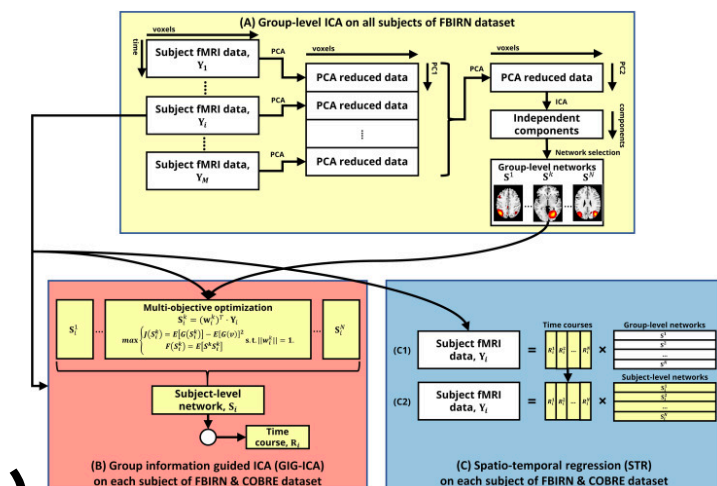 (A) Group-level ICA on all subjects of FBIRN dataset
voxels
time
Subject fMRI data,
Y₁
PCA
voxels
PC1
PCA reduced data
Subject fMRI data,
Yᵢ
PCA
PCA reduced data
...
Subject fMRI data,
Y_M
PCA
PCA reduced data
PCA
voxels
PC2
PCA reduced data
ICA
Independent
components
components
Network selection
Group-level networks
S¹ Sᵏ Sᴺ
... ...
Multi-objective optimization
Sᵢᵏ = (wᵢᵏ)ᵀ · Yᵢ
max { J(Sᵢᵏ) = E[G(Sᵢᵏ)] − E[G(ν)]²
F(Sᵢᵏ) = E[SᵏSᵢᵏ]
s.t. ||wᵢᵏ|| = 1.
Sᵢ¹ ... ... Sᵢᴺ
Subject-level
network, Sᵢ
Time
course, Rᵢ
(B) Group information guided ICA (GIG-ICA)
on each subject of FBIRN & COBRE dataset
Time courses
Group-level networks
(C1) Subject fMRI
data, Yᵢ
= Rᵢ¹ Rᵢ² ... Rᵢᴺ ×
S¹
S²
...
Sᴺ
Subject-level networks
(C2) Subject fMRI
data, Yᵢ
= Rᵢ¹ Rᵢ² ... Rᵢᴺ ×
Sᵢ¹
Sᵢ²
...
Sᵢᴺ
(C) Spatio-temporal regression (STR)
on each subject of FBIRN & COBRE dataset